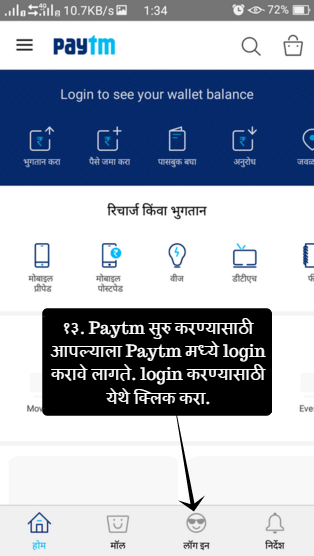 10.7KB/s 1:34 72%
paytm
Login to see your wallet balance
भुगतान करा पैसे जमा करा पासबुक बघा अनुरोध जवळ
रिचार्ज किंवा भुगतान
मोबाइल मोबाइल वीज डीटीएच फी
प्रीपेड पोस्टपेड
१३. Paytm सुरु करण्यासाठी
आपल्याला Paytm मध्ये login
करावे लागते. login करण्यासाठी
येथे क्लिक करा.
Mov Ever
होम मॉल लॉग इन निर्देश